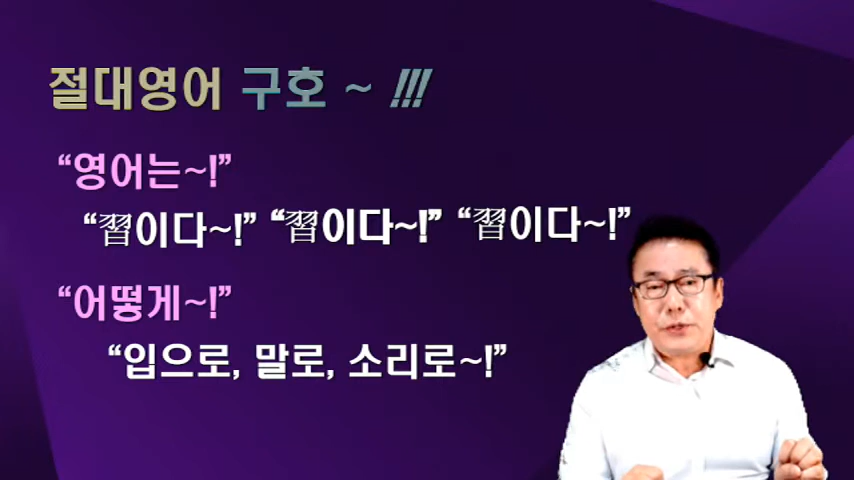 절대영어 구호 ~ !!!
“영어는~!”
“習이다~!” “習이다~!” “習이다~!”
“어떻게~!”
“입으로, 말로, 소리로~!”